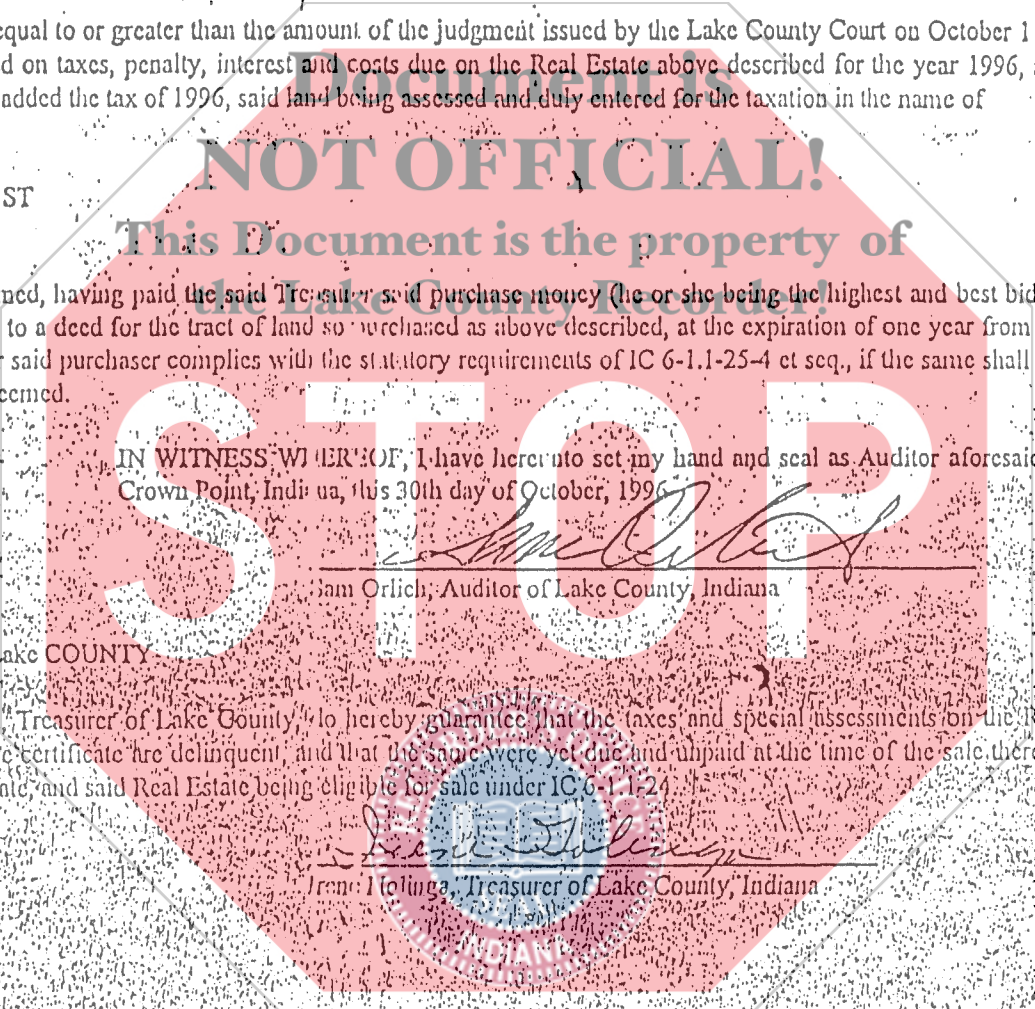 equal to or greater than the amount of the judgment issued by the Lake County Court on October 1
d on taxes, penalty, interest and costs due on the Real Estate above described for the year 1996,
added the tax of 1996, said land being assessed and duly entered for the taxation in the name of
Document is
NOT OFFICIAL!
This Document is the property of
the Lake County Recorder!
ST
ned, having paid the said Treasurer said purchase money (he or she being the highest and best bid
to a deed for the tract of land so purchased as above described, at the expiration of one year from
r said purchaser complies with the statutory requirements of IC 6-1.1-25-4 et seq., if the same shall
eemed.
STOP
IN WITNESS WHEREOF, I have hereunto set my hand and seal as Auditor aforesaid
Crown Point, Indiana, this 30th day of October, 1996
Sam Orlich, Auditor of Lake County, Indiana
ake COUNTY
Treasurer of Lake County, do hereby guarantee that the taxes and special assessments on the
e certificate are delinquent, and that the same were yet due and unpaid at the time of the sale there
ate, and said Real Estate being eligible for sale under IC 6-1.1-24.
Holinga, Treasurer of Lake County, Indiana
RECORDER'S OFFICE
SEAL
INDIANA